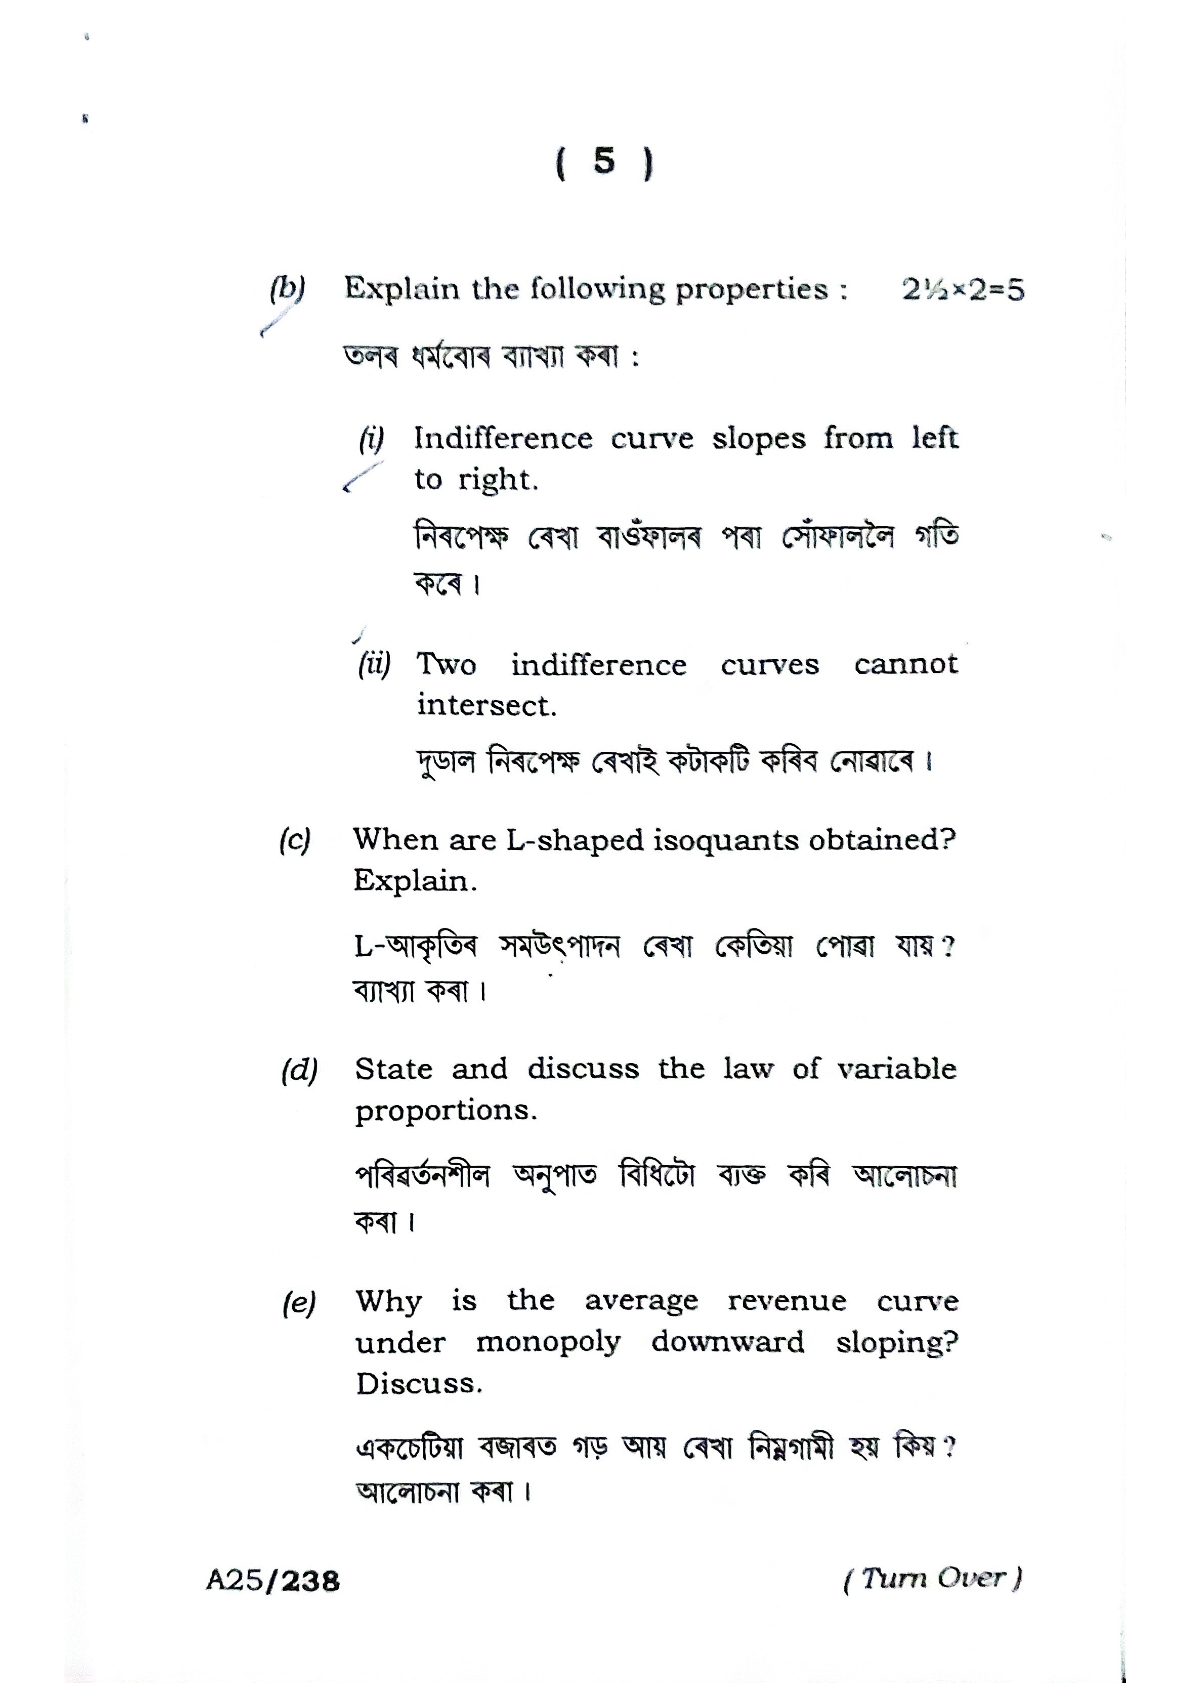 ( 5 )
(b) Explain the following properties : 2½×2=5
তলৰ ধৰ্মবোৰ ব্যাখ্যা কৰা :
(i) Indifference curve slopes from left
to right.
নিৰপেক্ষ ৰেখা বাওঁফালৰ পৰা সোঁফাললৈ গতি
কৰে ।
(ii) Two indifference curves cannot
intersect.
দুডাল নিৰপেক্ষ ৰেখাই কটাকটি কৰিব নোৱাৰে ।
(c) When are L-shaped isoquants obtained?
Explain.
L-আকৃতিৰ সমউৎপাদন ৰেখা কেতিয়া পোৱা যায় ?
ব্যাখ্যা কৰা ।
(d) State and discuss the law of variable
proportions.
পৰিৱৰ্তনশীল অনুপাত বিধিটো ব্যক্ত কৰি আলোচনা
কৰা ।
(e) Why is the average revenue curve
under monopoly downward sloping?
Discuss.
একচেটিয়া বজাৰত গড় আয় ৰেখা নিম্নগামী হয় কিয় ?
আলোচনা কৰা ।
A25/238 ( Turn Over )